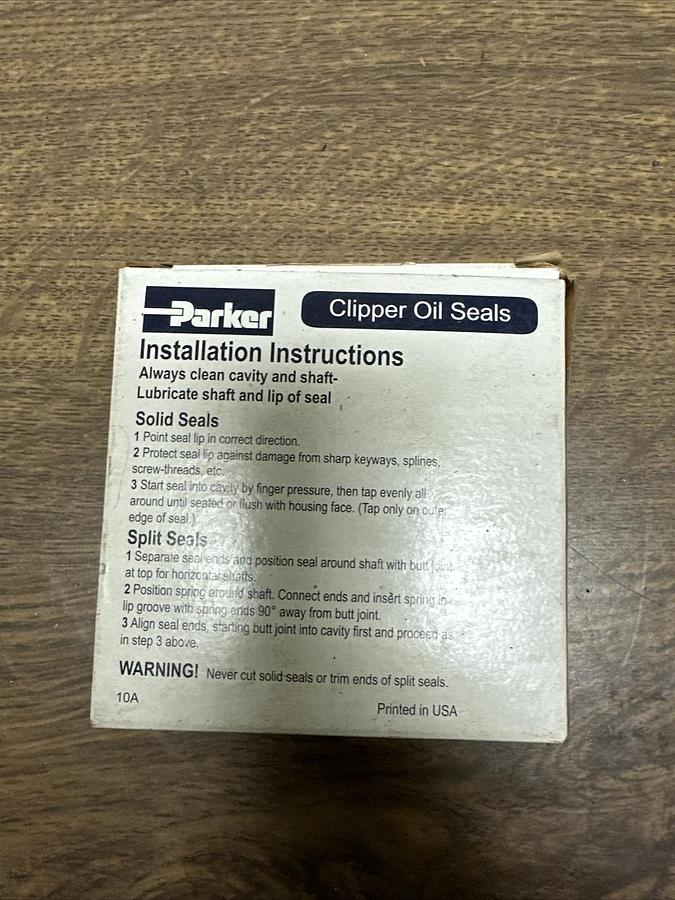 Parker
Clipper Oil Seals
Installation Instructions
Always clean cavity and shaft-
Lubricate shaft and lip of seal
Solid Seals
1 Point seal lip in correct direction.
2 Protect seal lip against damage from sharp keyways, splines,
screw-threads, etc.
3 Start seal into cavity by finger pressure, then tap evenly all
around until seated or flush with housing face. (Tap only on outer
edge of seal.)
Split Seals
1 Separate seal ends and position seal around shaft with butt joint
at top for horizontal shafts.
2 Position spring around shaft. Connect ends and insert spring in
lip groove with spring ends 90° away from butt joint.
3 Align seal ends, starting butt joint into cavity first and proceed as
in step 3 above.
WARNING! Never cut solid seals or trim ends of split seals.
10A
Printed in USA